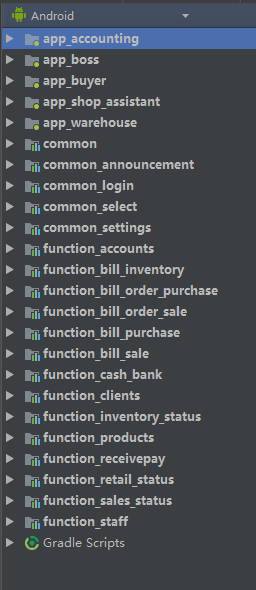 Android
app_accounting
app_boss
app_buyer
app_shop_assistant
app_warehouse
common
common_announcement
common_login
common_select
common_settings
function_accounts
function_bill_inventory
function_bill_order_purchase
function_bill_order_sale
function_bill_purchase
function_bill_sale
function_cash_bank
function_clients
function_inventory_status
function_products
function_receivepay
function_retail_status
function_sales_status
function_staff
Gradle Scripts